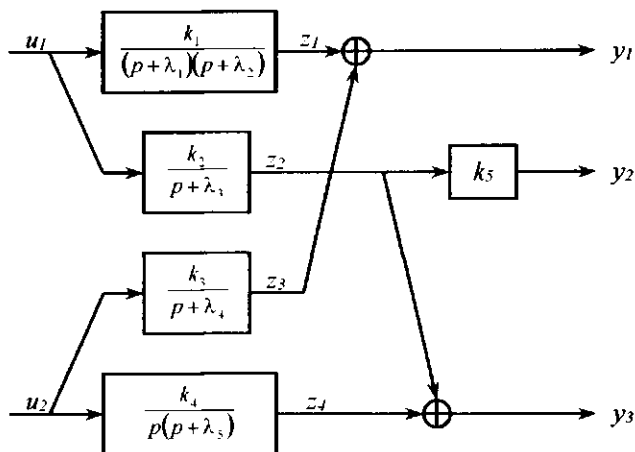 u₁
k₁
(p + λ₁)(p + λ₂)
z₁
y₁
k₂
p + λ₃
z₂
k₅
y₂
k₃
p + λ₄
z₃
u₂
k₄
p(p + λ₅)
z₄
y₃